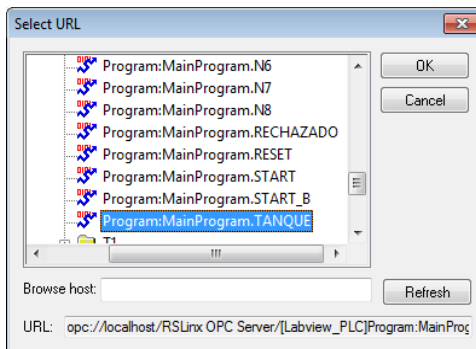 Select URL
Program:MainProgram.N6
Program:MainProgram.N7
Program:MainProgram.N8
Program:MainProgram.RECHAZADO
Program:MainProgram.RESET
Program:MainProgram.START
Program:MainProgram.START_B
Program:MainProgram.TANQUE
T1
OK
Cancel
Browse host:
Refresh
URL: opc://localhost/RSLinx OPC Server/[Labview_PLC]Program:MainProg